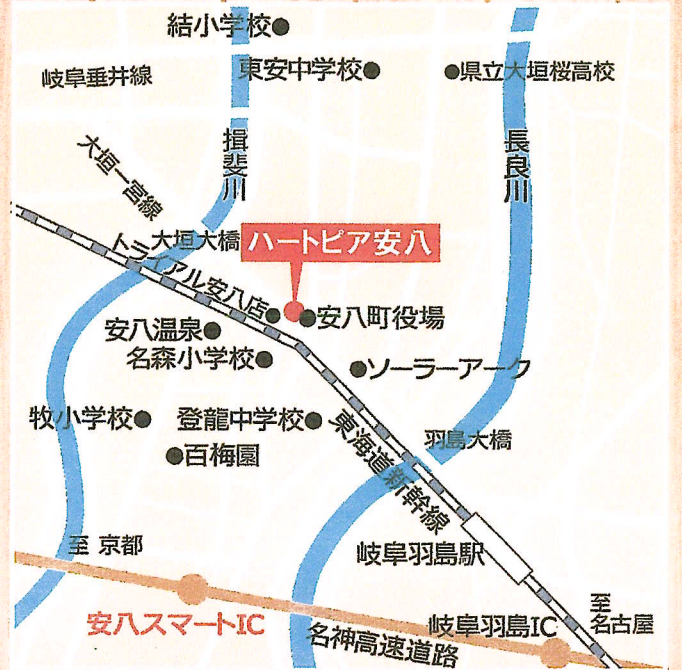 結小学校
岐阜垂井線
東安中学校
県立大垣桜高校
揖斐川
長良川
大垣一宮線
大垣大橋
ハートピア安八
トライアル安八店
安八町役場
安八温泉
名森小学校
ソーラーアーク
牧小学校
登龍中学校
東海道新幹線
羽島大橋
百梅園
至 京都
岐阜羽島駅
安八スマートIC
名神高速道路
岐阜羽島IC
至
名古屋